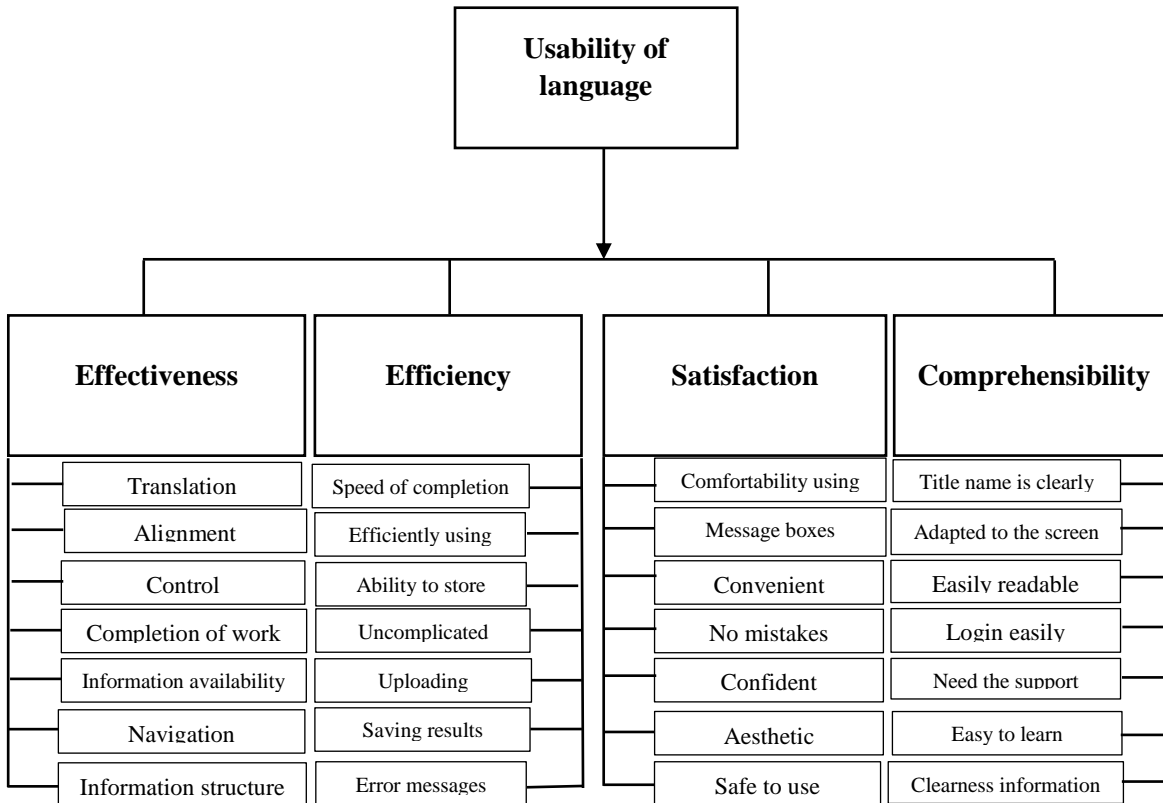 Usability of
language
Effectiveness
Efficiency
Satisfaction
Comprehensibility
Translation
Alignment
Control
Completion of work
Information availability
Navigation
Information structure
Speed of completion
Efficiently using
Ability to store
Uncomplicated
Uploading
Saving results
Error messages
Comfortability using
Message boxes
Convenient
No mistakes
Confident
Aesthetic
Safe to use
Title name is clearly
Adapted to the screen
Easily readable
Login easily
Need the support
Easy to learn
Clearness information